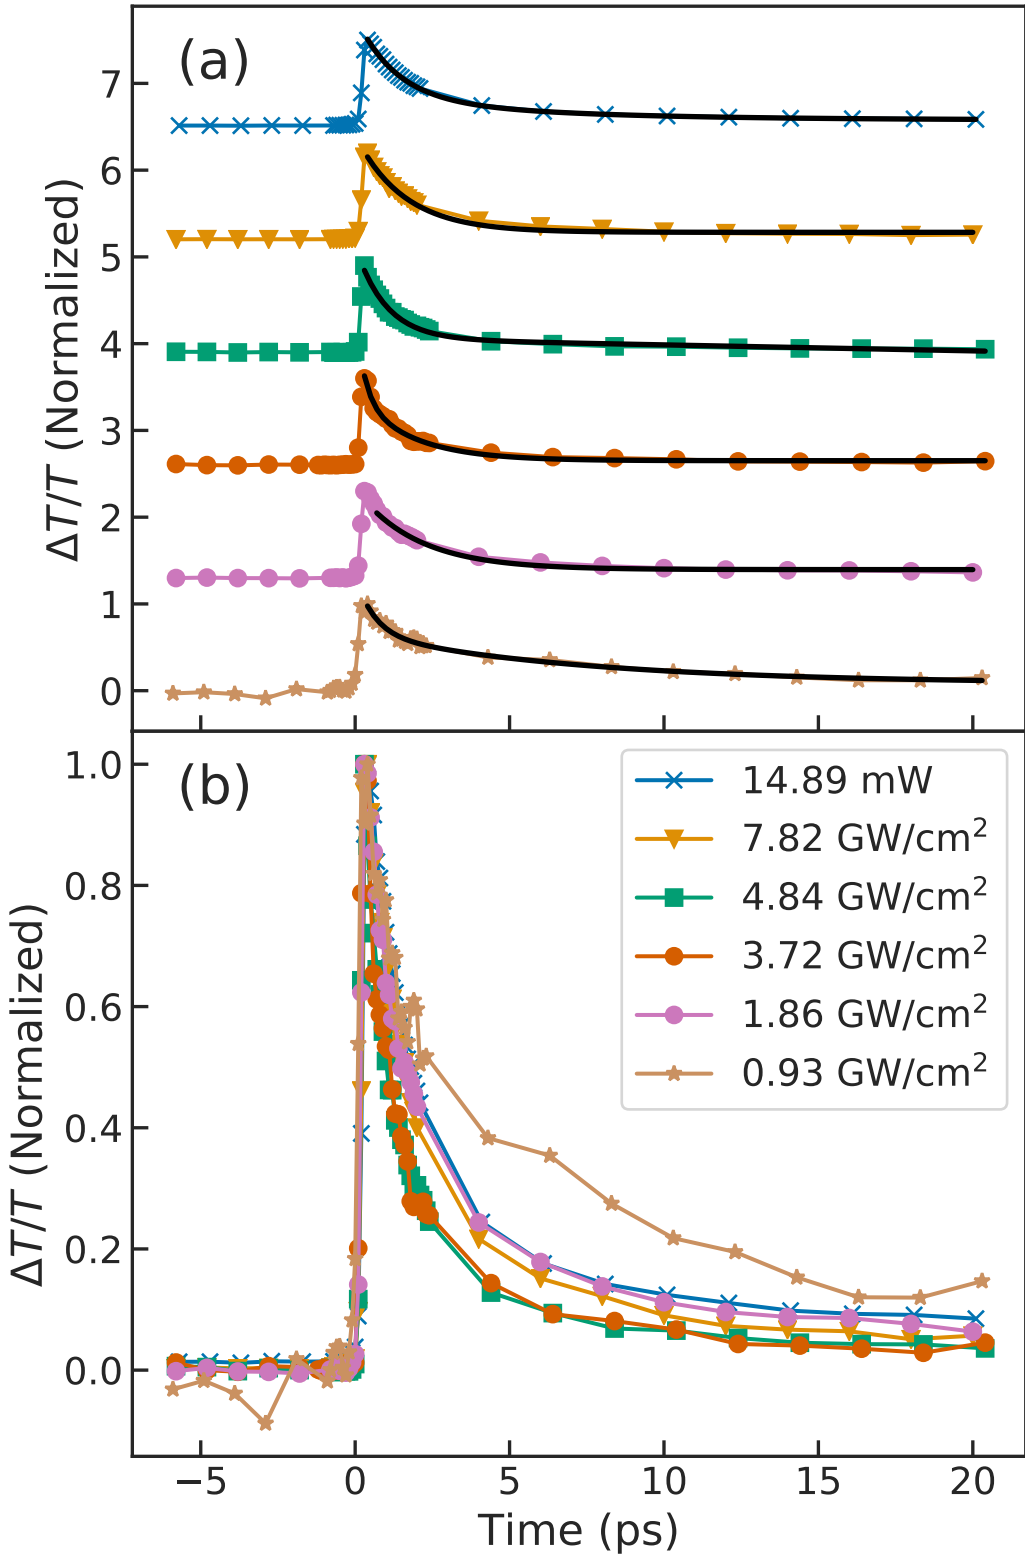 (a)
7
6
5
4
3
2
1
0
ΔT/T (Normalized)
(b)
1.0
0.8
0.6
0.4
0.2
0.0
ΔT/T (Normalized)
14.89 mW
7.82 GW/cm²
4.84 GW/cm²
3.72 GW/cm²
1.86 GW/cm²
0.93 GW/cm²
−5 0 5 10 15 20
Time (ps)